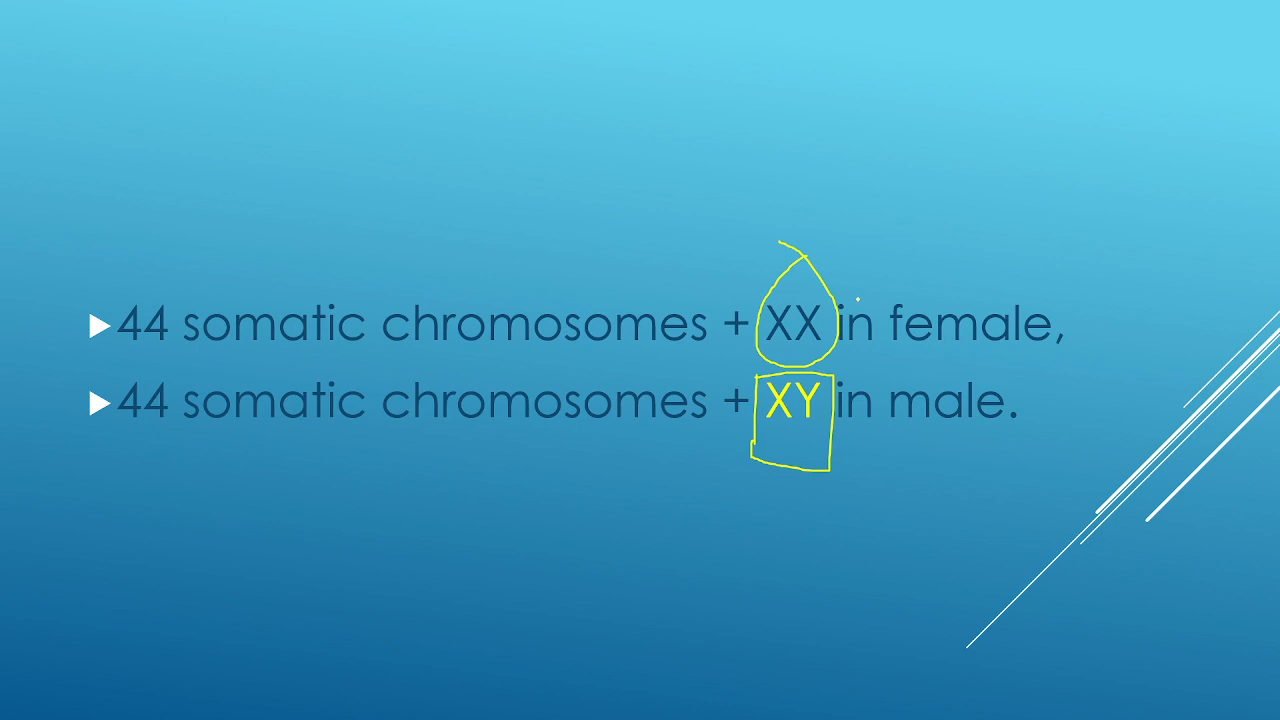 44 somatic chromosomes + XX in female,
44 somatic chromosomes + XY in male.